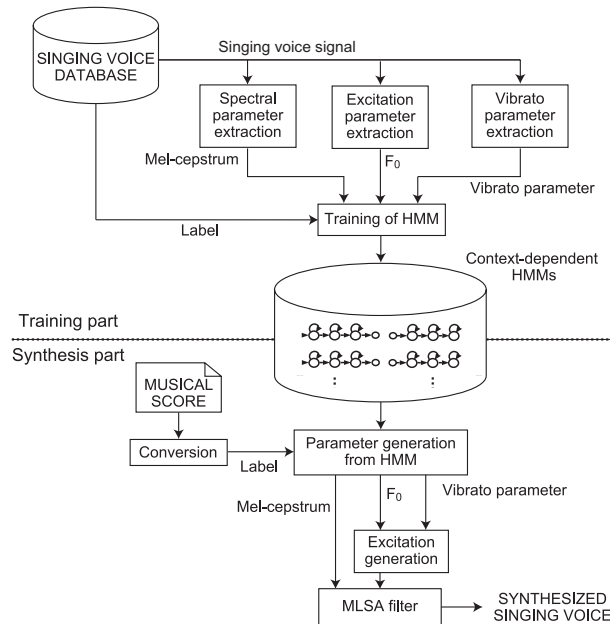 Singing voice signal
SINGING VOICE
DATABASE
Spectral
parameter
extraction
Excitation
parameter
extraction
Vibrato
parameter
extraction
Mel-cepstrum
F0
Vibrato parameter
Label
Training of HMM
Context-dependent
HMMs
Training part
Synthesis part
MUSICAL
SCORE
Conversion
Label
Parameter generation
from HMM
Mel-cepstrum
F0
Vibrato parameter
Excitation
generation
MLSA filter
SYNTHESIZED
SINGING VOICE